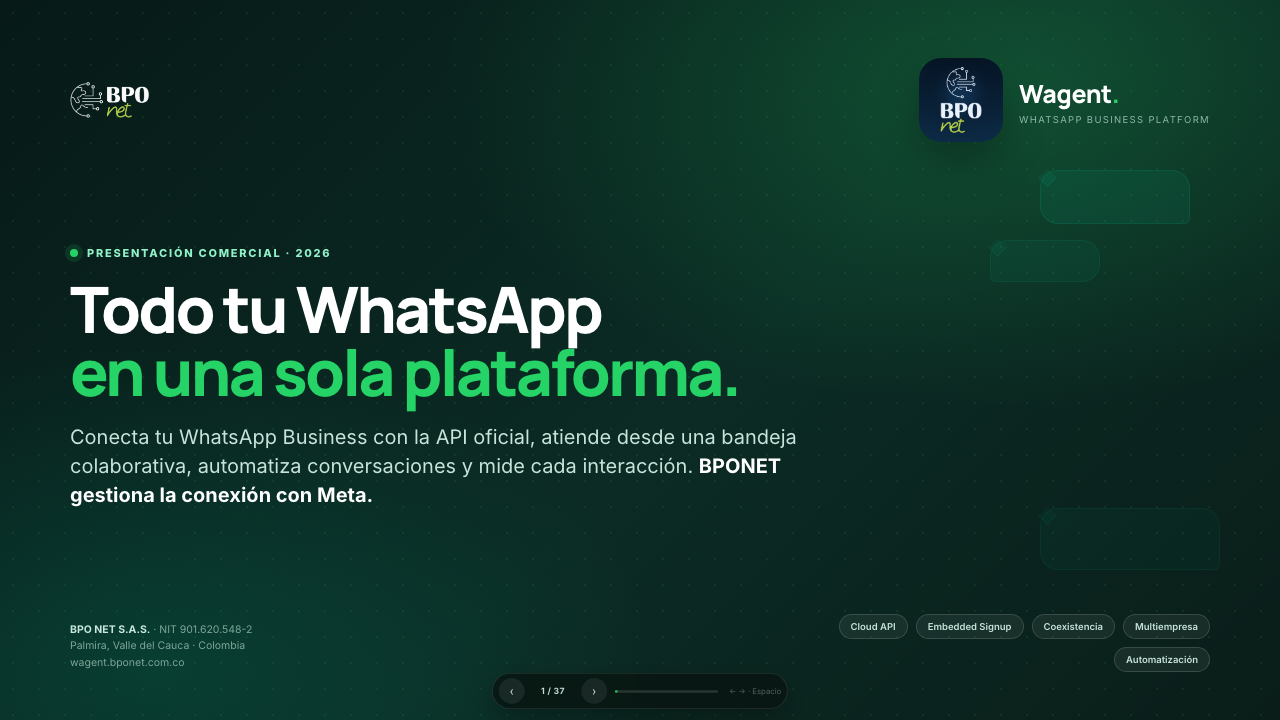 BPO
net
BPO
net
Wagent.
WHATSAPP BUSINESS PLATFORM
PRESENTACIÓN COMERCIAL · 2026
Todo tu WhatsApp
en una sola plataforma.
Conecta tu WhatsApp Business con la API oficial, atiende desde una bandeja
colaborativa, automatiza conversaciones y mide cada interacción. BPONET
gestiona la conexión con Meta.
BPO NET S.A.S. · NIT 901.620.548-2
Palmira, Valle del Cauca · Colombia
wagent.bponet.com.co
Cloud API
Embedded Signup
Coexistencia
Multiempresa
Automatización
‹ 1 / 37 › ← → · Espacio